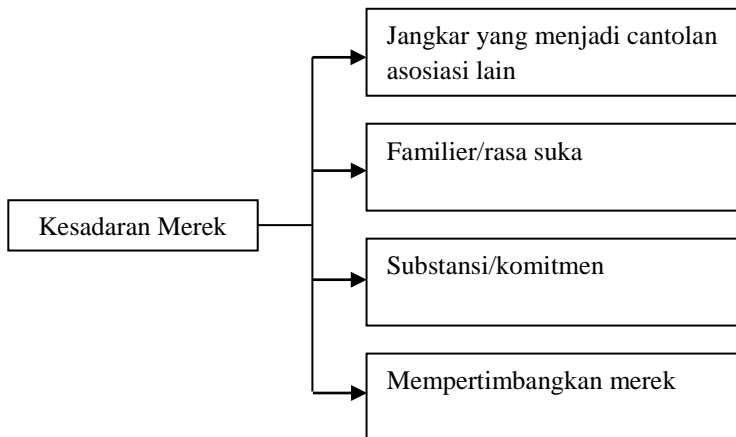 Jangkar yang menjadi cantolan
asosiasi lain
Familier/rasa suka
Kesadaran Merek
Substansi/komitmen
Mempertimbangkan merek